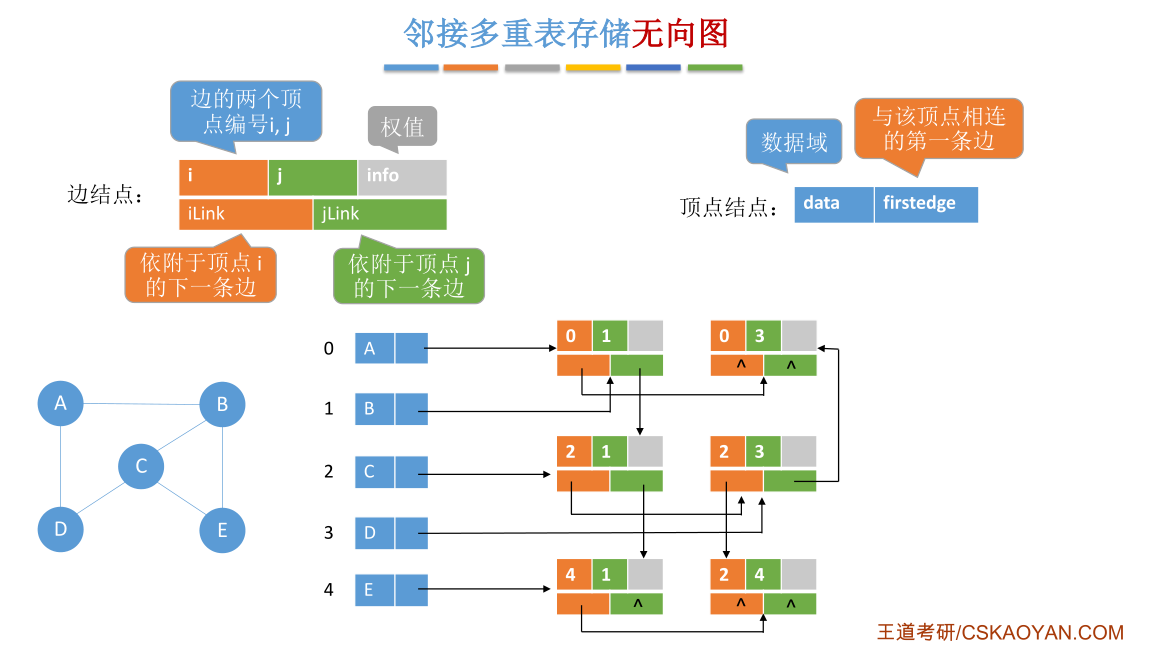 邻接多重表存储无向图
边的两个顶
点编号i, j
权值
数据域
与该顶点相连
的第一条边
边结点：
i j info
iLink jLink
顶点结点：
data firstedge
依附于顶点 i
的下一条边
依附于顶点 j
的下一条边
0 A 0 1 0 3
^ ^
1 B
2 C 2 1 2 3
3 D
4 E 4 1 2 4
^ ^ ^
A B
C
D E
王道考研/CSKAOYAN.COM